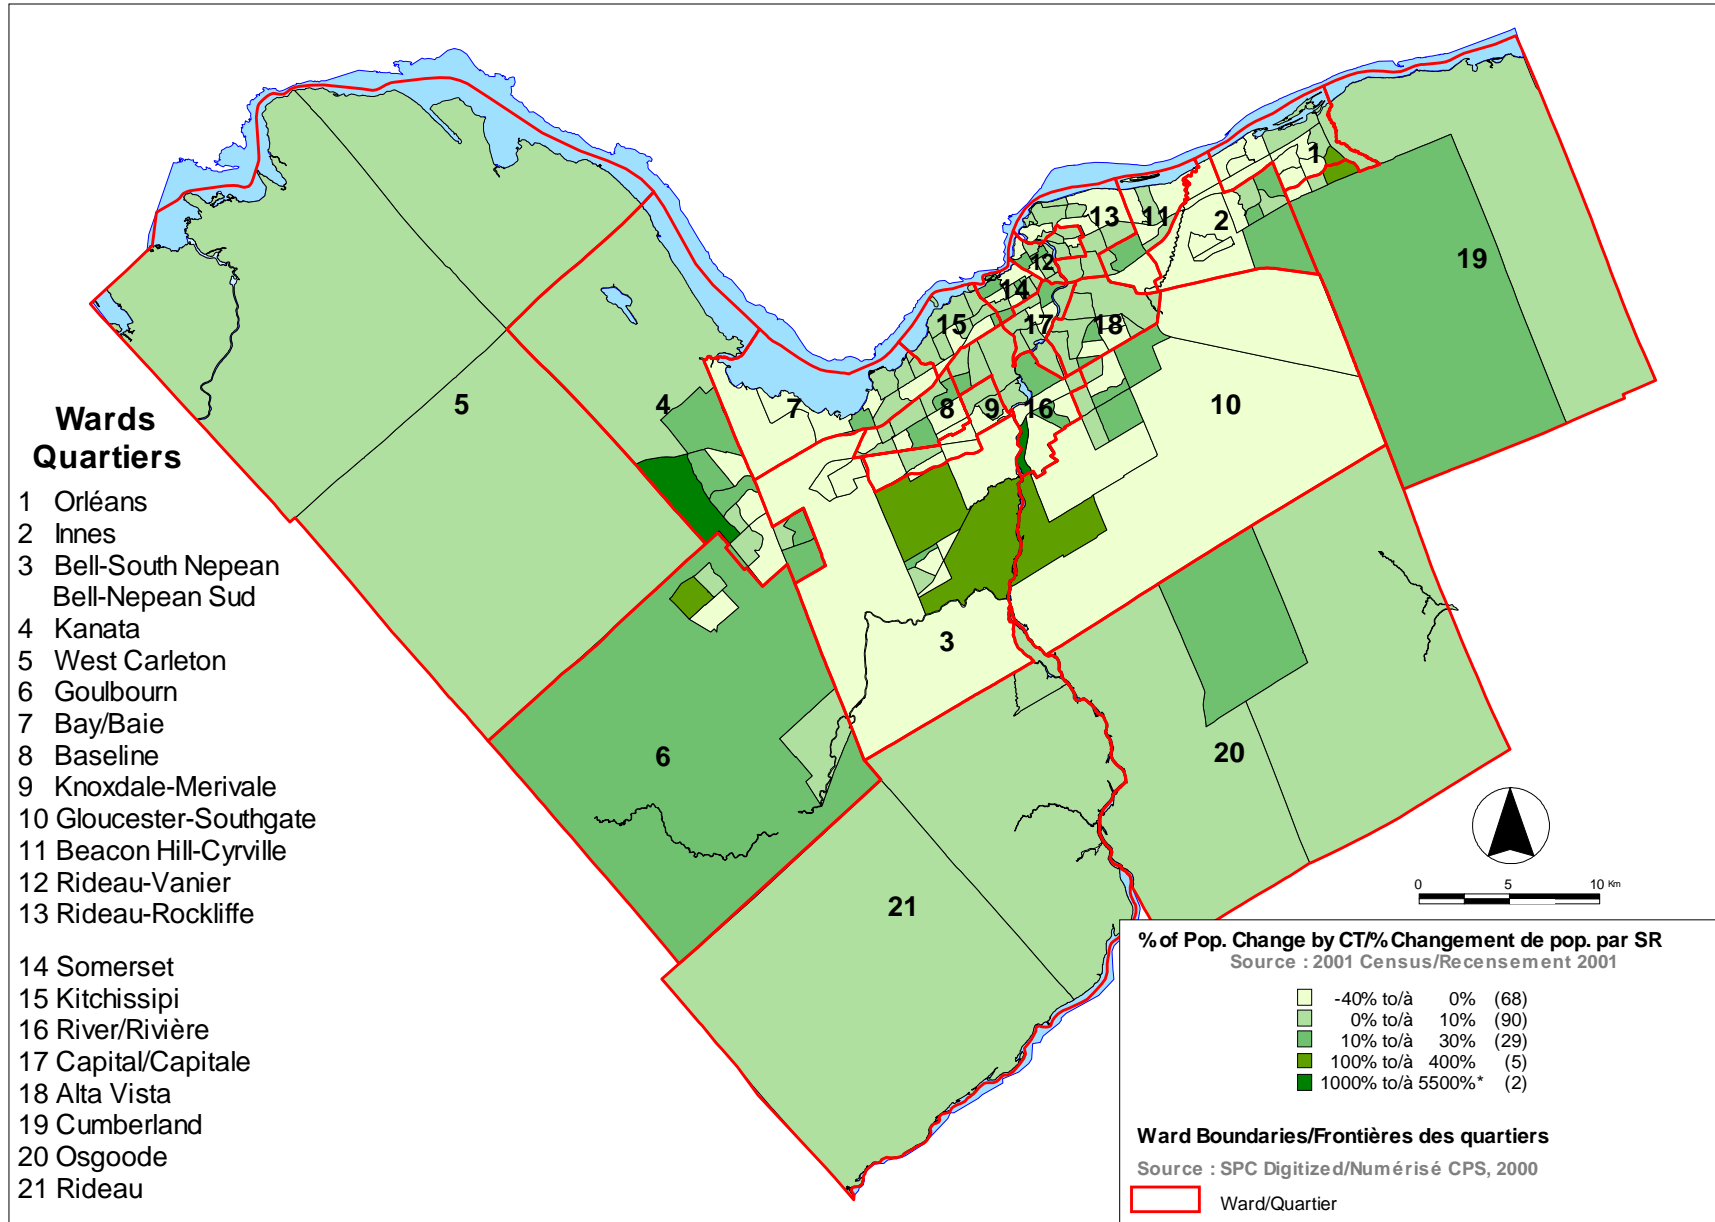 Wards
Quartiers
1 Orléans
2 Innes
3 Bell-South Nepean
Bell-Nepean Sud
4 Kanata
5 West Carleton
6 Goulbourn
7 Bay/Baie
8 Baseline
9 Knoxdale-Merivale
10 Gloucester-Southgate
11 Beacon Hill-Cyrville
12 Rideau-Vanier
13 Rideau-Rockliffe
14 Somerset
15 Kitchissipi
16 River/Rivière
17 Capital/Capitale
18 Alta Vista
19 Cumberland
20 Osgoode
21 Rideau
1
13
11
2
12
19
14
15
17
18
5
4
7
8
9
16
10
3
6
20
21
0 5 10 Km
% of Pop. Change by CT/% Changement de pop. par SR
Source : 2001 Census/Recensement 2001
-40% to/à 0% (68)
0% to/à 10% (90)
10% to/à 30% (29)
100% to/à 400% (5)
1000% to/à 5500%* (2)
Ward Boundaries/Frontières des quartiers
Source : SPC Digitized/Numérisé CPS, 2000
Ward/Quartier